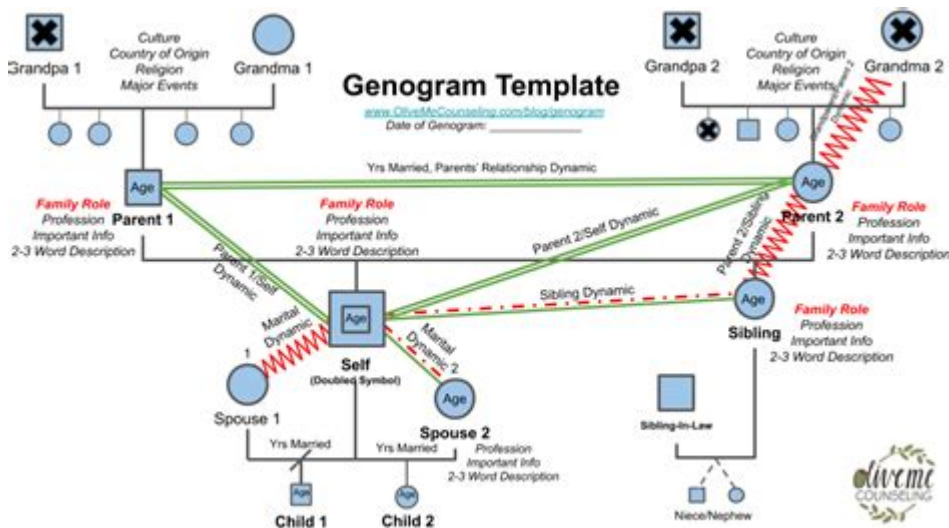 Grandpa 1
Grandma 1
Culture
Country of Origin
Religion
Major Events
Genogram Template
www.OliveMeCounseling.com/blog/genogram
Date of Genogram: _______________
Grandpa 2
Grandma 2
Culture
Country of Origin
Religion
Major Events
Grandparent/Parent 2
Dynamic
Yrs Married, Parents' Relationship Dynamic
Age
Parent 1
Family Role
Profession
Important Info
2-3 Word Description
Family Role
Profession
Important Info
2-3 Word Description
Age
Parent 2
Family Role
Profession
Important Info
2-3 Word Description
Parent 1/Self
Dynamic
Parent 2/Self Dynamic
Parent 2/Sibling
Dynamic
Sibling Dynamic
Age
Self
(Doubled Symbol)
Age
Sibling
Family Role
Profession
Important Info
2-3 Word Description
Marital
Dynamic
1
Spouse 1
Marital
Dynamic 2
Age
Spouse 2
Profession
Important Info
2-3 Word Description
Yrs Married
Yrs Married
Age
Child 1
Age
Child 2
Sibling-In-Law
Niece/Nephew
olive me
COUNSELING